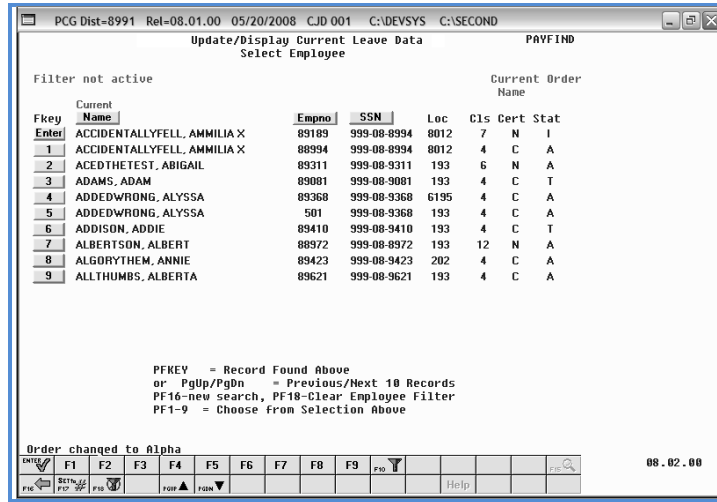 PCG Dist=8991 Rel=08.01.00 05/20/2008 CJD 001 C:\DEVSYS C:\SECOND
Update/Display Current Leave Data PAYFIND
Select Employee
Filter not active Current Order
Name
Current
Fkey Name Empno SSN Loc Cls Cert Stat
Enter ACCIDENTALLYFELL, AMMILIA X 89189 999-08-8994 8012 7 N I
1 ACCIDENTALLYFELL, AMMILIA X 88994 999-08-8994 8012 4 C A
2 ACEDTHETEST, ABIGAIL 89311 999-08-9311 193 6 N A
3 ADAMS, ADAM 89081 999-08-9081 193 4 C T
4 ADDEDWRONG, ALYSSA 89368 999-08-9368 6195 4 C A
5 ADDEDWRONG, ALYSSA 501 999-08-9368 193 4 C A
6 ADDISON, ADDIE 89410 999-08-9410 193 4 C T
7 ALBERTSON, ALBERT 88972 999-08-8972 193 12 N A
8 ALGORYTHEM, ANNIE 89423 999-08-9423 202 4 C A
9 ALLTHUMBS, ALBERTA 89621 999-08-9621 193 4 C A
PFKEY = Record Found Above
or PgUp/PgDn = Previous/Next 10 Records
PF16-new search, PF18-Clear Employee Filter
PF1-9 = Choose from Selection Above
Order changed to Alpha
ENTER F1 F2 F3 F4 F5 F6 F7 F8 F9 F10 F15 08.02.00
F16 F17 F18 PGUP PGDN Help